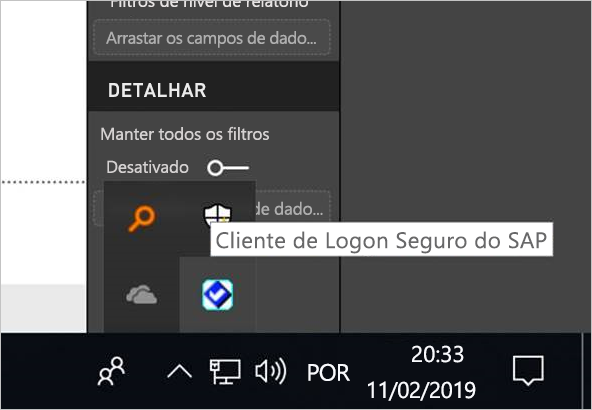 Filtros de nível de relatório
Arrastar os campos de dado...
DETALHAR
Manter todos os filtros
Desativado
de dado...
Cliente de Logon Seguro do SAP
POR
20:33
11/02/2019